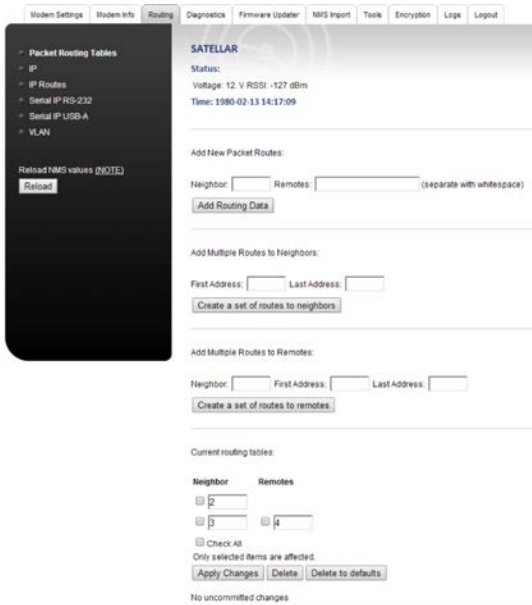 Modem Settings Modem Info Routing Diagnostics Firmware Updater NMS Import Tools Encryption Logs Logout
Packet Routing Tables
IP
IP Routes
Serial IP RS-232
Serial IP USB-A
VLAN
Reload NMS values (NOTE)
Reload
SATELLAR
Status:
Voltage: 12. V RSSI: -127 dBm
Time: 1980-02-13 14:17:09
Add New Packet Routes:
Neighbor: Remotes: (separate with whitespace)
Add Routing Data
Add Multiple Routes to Neighbors:
First Address: Last Address:
Create a set of routes to neighbors
Add Multiple Routes to Remotes:
Neighbor: First Address: Last Address:
Create a set of routes to remotes
Current routing tables:
Neighbor Remotes
2
3 4
Check All
Only selected items are affected.
Apply Changes Delete Delete to defaults
No uncommitted changes